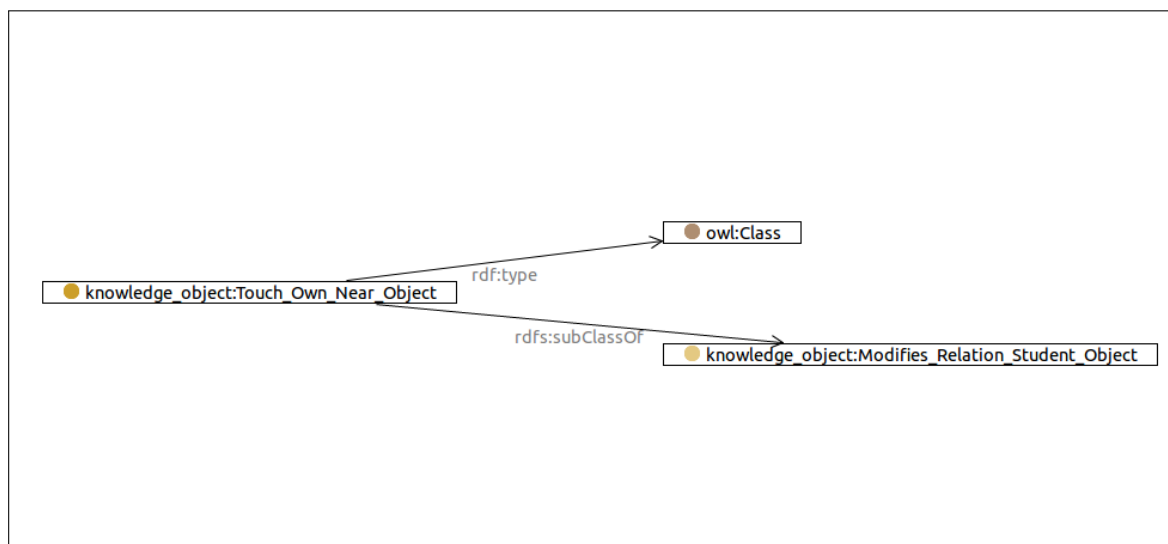 owl:Class
rdf:type
knowledge_object:Touch_Own_Near_Object
rdfs:subClassOf
knowledge_object:Modifies_Relation_Student_Object